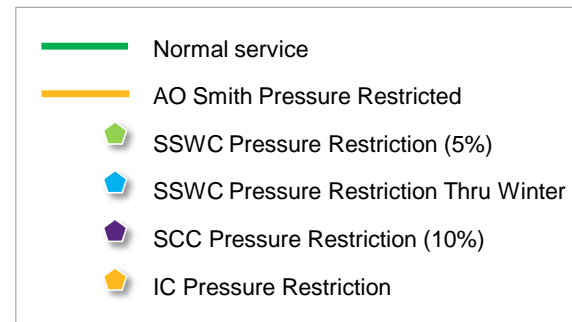 Normal service
AO Smith Pressure Restricted
SSWC Pressure Restriction (5%)
SSWC Pressure Restriction Thru Winter
SCC Pressure Restriction (10%)
IC Pressure Restriction